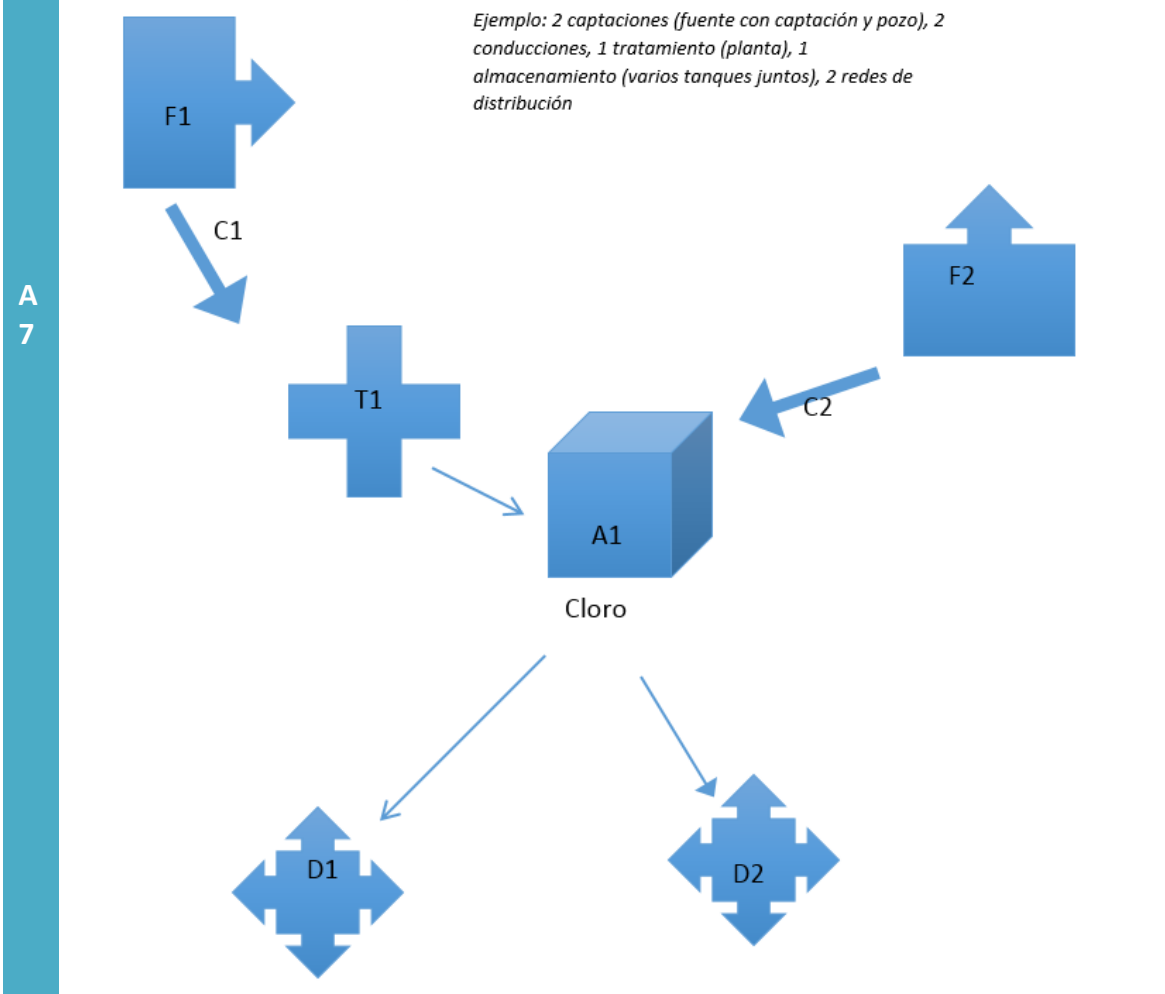 Ejemplo: 2 captaciones (fuente con captación y pozo), 2
conducciones, 1 tratamiento (planta), 1
almacenamiento (varios tanques juntos), 2 redes de
distribución
F1
C1
F2
A
7
T1
C2
A1
Cloro
D1
D2